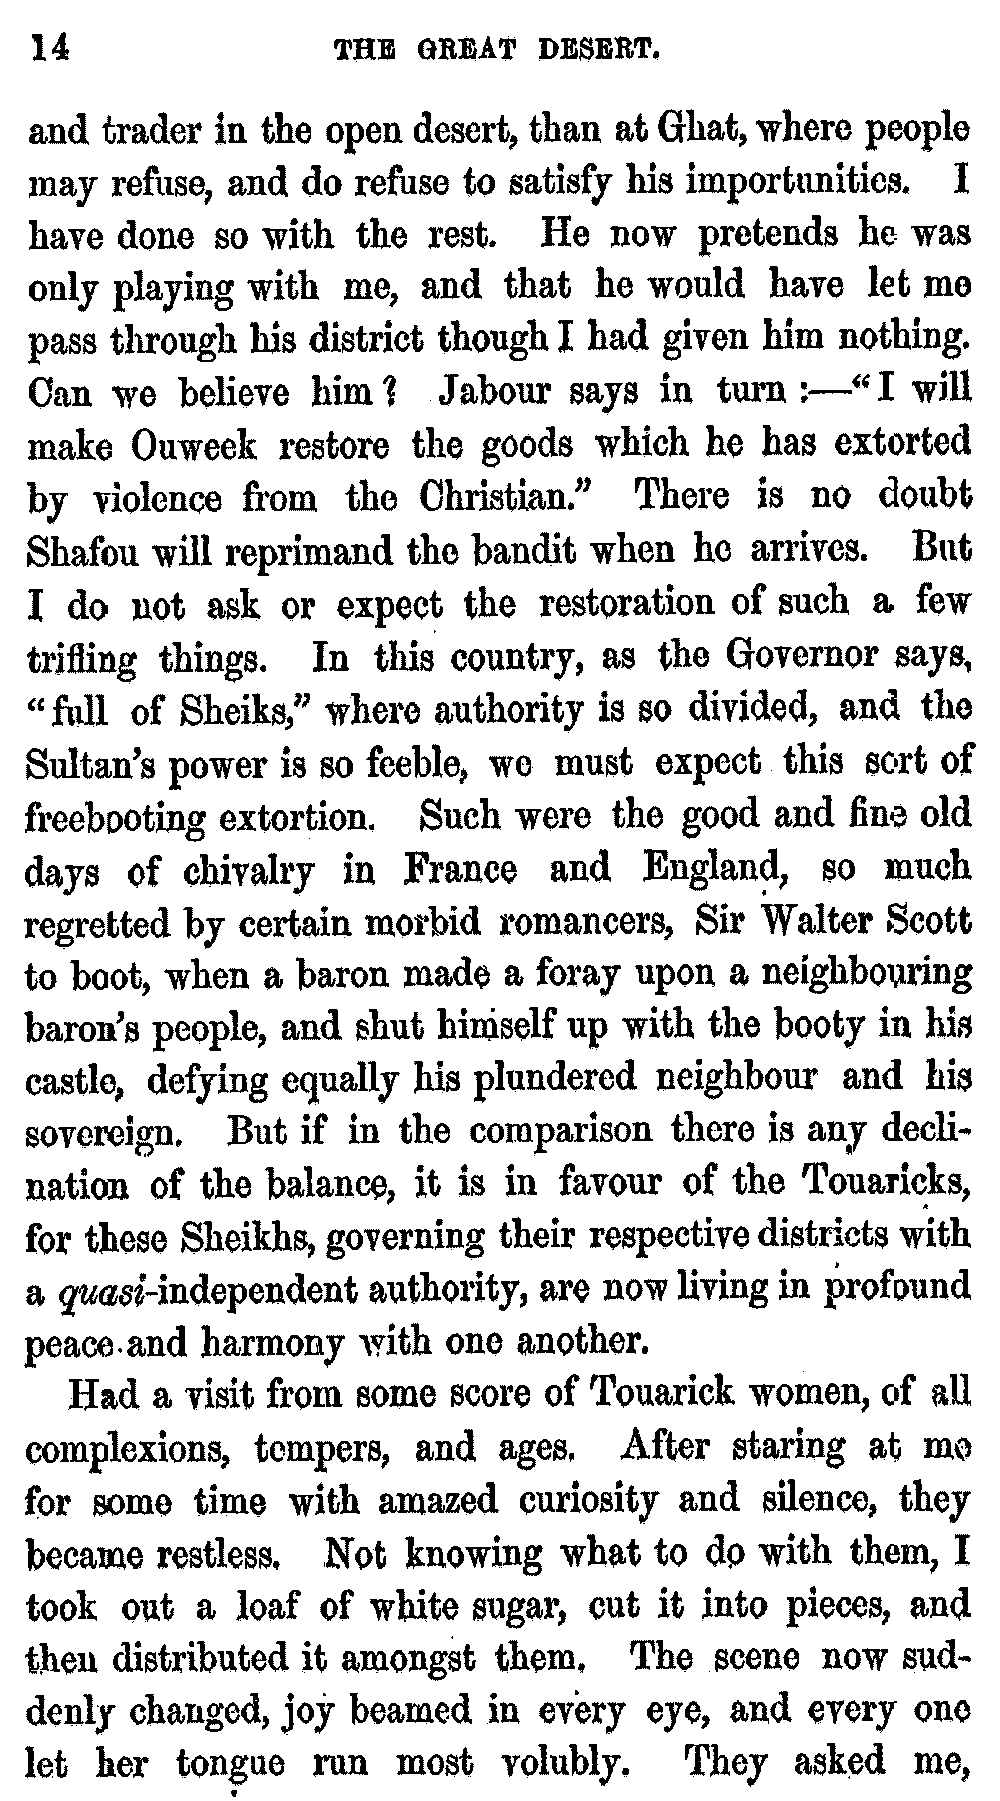 14 THE GREAT DESERT.
and trader in the open desert, than at Ghat, where people
may refuse, and do refuse to satisfy his importunities. I
have done so with the rest. He now pretends he was
only playing with me, and that he would have let me
pass through his district though I had given him nothing.
Can we believe him? Jabour says in turn:—“I will
make Ouweek restore the goods which he has extorted
by violence from the Christian.” There is no doubt
Shafou will reprimand the bandit when he arrives. But
I do not ask or expect the restoration of such a few
trifling things. In this country, as the Governor says,
“full of Sheiks,” where authority is so divided, and the
Sultan’s power is so feeble, we must expect this sort of
freebooting extortion. Such were the good and fine old
days of chivalry in France and England, so much
regretted by certain morbid romancers, Sir Walter Scott
to boot, when a baron made a foray upon a neighbouring
baron’s people, and shut himself up with the booty in his
castle, defying equally his plundered neighbour and his
sovereign. But if in the comparison there is any decli-
nation of the balance, it is in favour of the Touaricks,
for these Sheikhs, governing their respective districts with
a quasi-independent authority, are now living in profound
peace and harmony with one another.
Had a visit from some score of Touarick women, of all
complexions, tempers, and ages. After staring at me
for some time with amazed curiosity and silence, they
became restless. Not knowing what to do with them, I
took out a loaf of white sugar, cut it into pieces, and
then distributed it amongst them. The scene now sud-
denly changed, joy beamed in every eye, and every one
let her tongue run most volubly. They asked me,